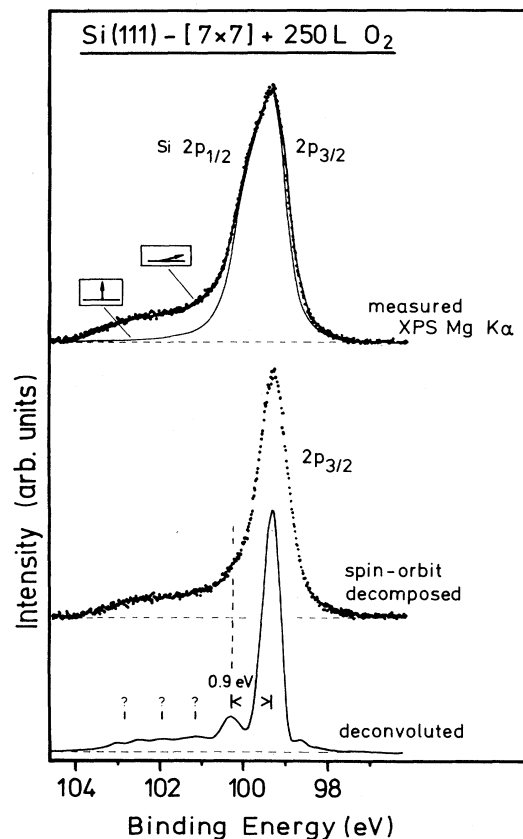 Si(111)-[7×7]+250L O₂
Si 2p₁/₂
2p₃/₂
measured
XPS Mg Kα
2p₃/₂
spin-orbit
decomposed
0.9 eV
? ? ?
deconvoluted
Intensity (arb. units)
104 102 100 98
Binding Energy (eV)